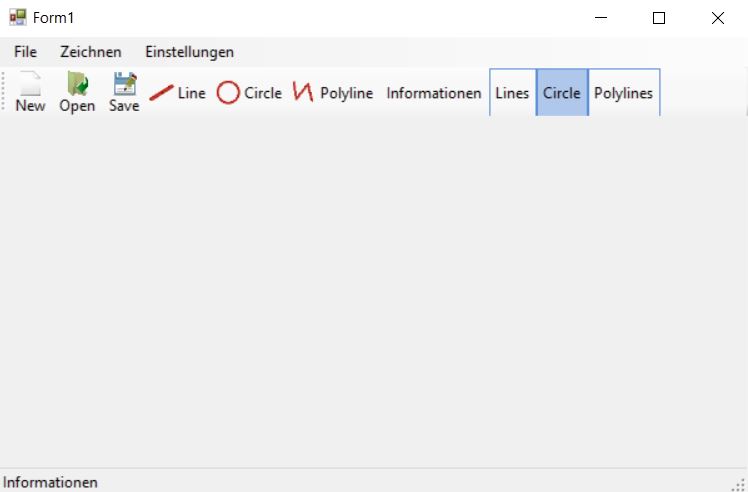 Form1
File Zeichnen Einstellungen
New Open Save Line Circle Polyline Informationen Lines Circle Polylines
Informationen